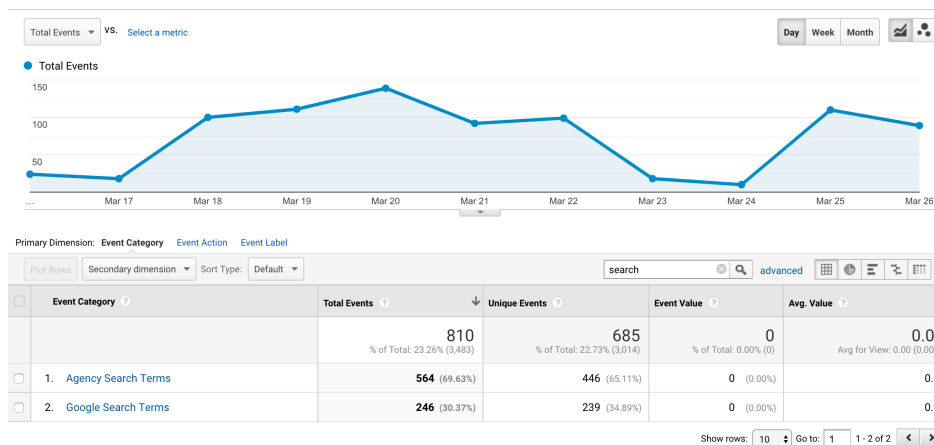 Total Events VS. Select a metric Day Week Month
Total Events
150
100
50
... Mar 17 Mar 18 Mar 19 Mar 20 Mar 21 Mar 22 Mar 23 Mar 24 Mar 25 Mar 26
Primary Dimension: Event Category Event Action Event Label
Plot Rows Secondary dimension Sort Type: Default search advanced
Event Category ? Total Events ? Unique Events ? Event Value ? Avg. Value ?
810 685 0 0.0
% of Total: 23.26% (3,483) % of Total: 22.73% (3,014) % of Total: 0.00% (0) Avg for View: 0.00 (0.00
1. Agency Search Terms 564 (69.63%) 446 (65.11%) 0 (0.00%) 0.
2. Google Search Terms 246 (30.37%) 239 (34.89%) 0 (0.00%) 0.
Show rows: 10 Go to: 1 1 - 2 of 2